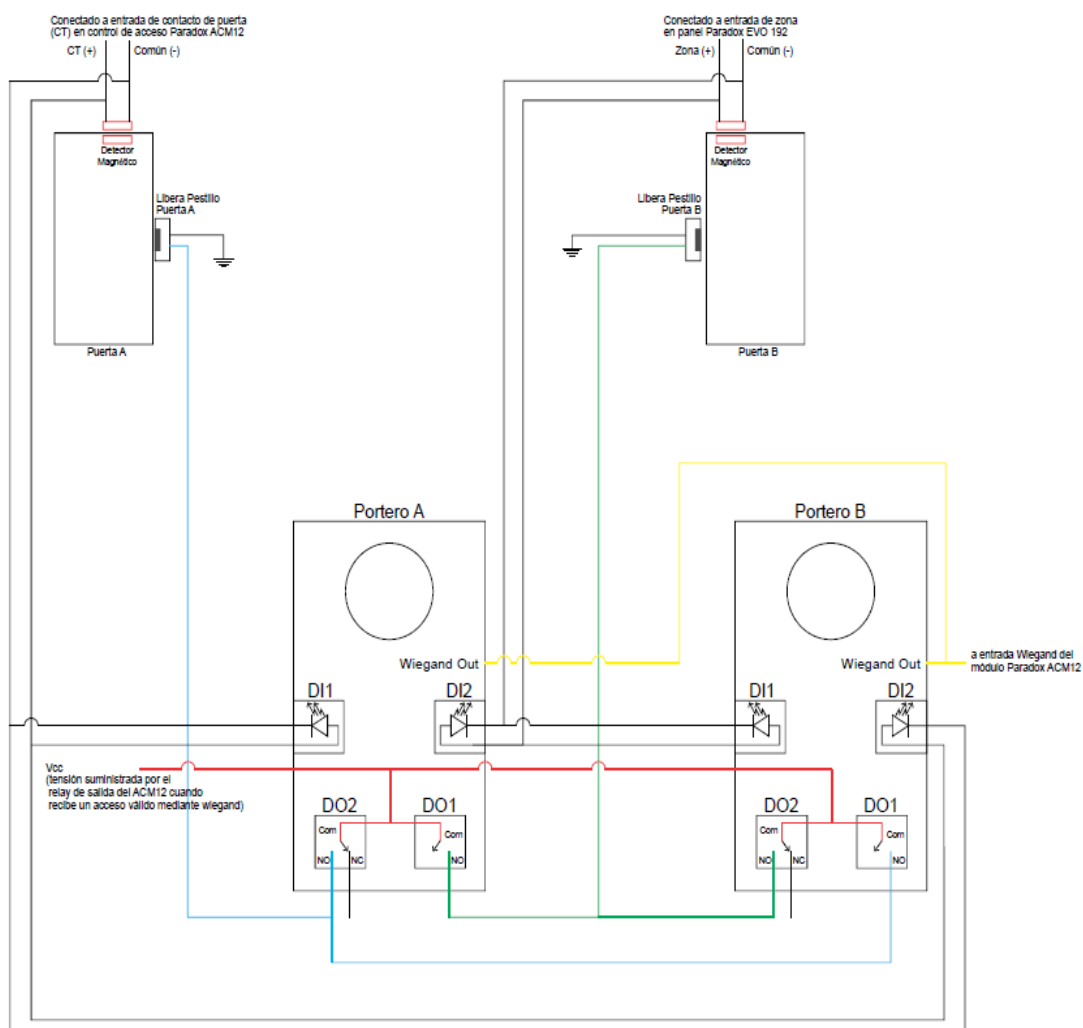 Conectado a entrada de contacto de puerta
(CT) en control de acceso Paradox ACM12
CT (+)
Común (-)
Conectado a entrada de zona
en panel Paradox EVO 192
Zona (+)
Común (-)
Detector
Magnético
Libera Pestillo
Puerta A
Puerta A
Detector
Magnético
Libera Pestillo
Puerta B
Puerta B
Portero A
Portero B
Wiegand Out
Wiegand Out
a entrada Wiegand del
módulo Paradox ACM12
DI1
DI2
DI1
DI2
Vcc
(tensión suministrada por el
relay de salida del ACM12 cuando
recibe un acceso válido mediante wiegand)
DO2
DO1
DO2
DO1
Com
Com
Com
Com
NO
NC
NO
NO
NC
NO